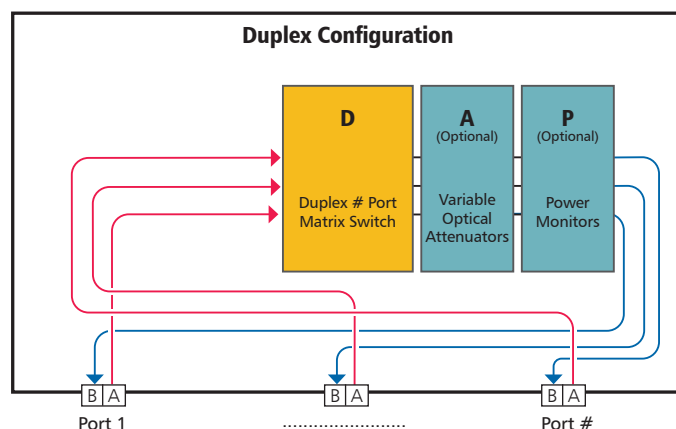 Duplex Configuration
D
Duplex # Port
Matrix Switch
A
(Optional)
Variable
Optical
Attenuators
P
(Optional)
Power
Monitors
B A
B A
B A
Port 1
........................
Port #